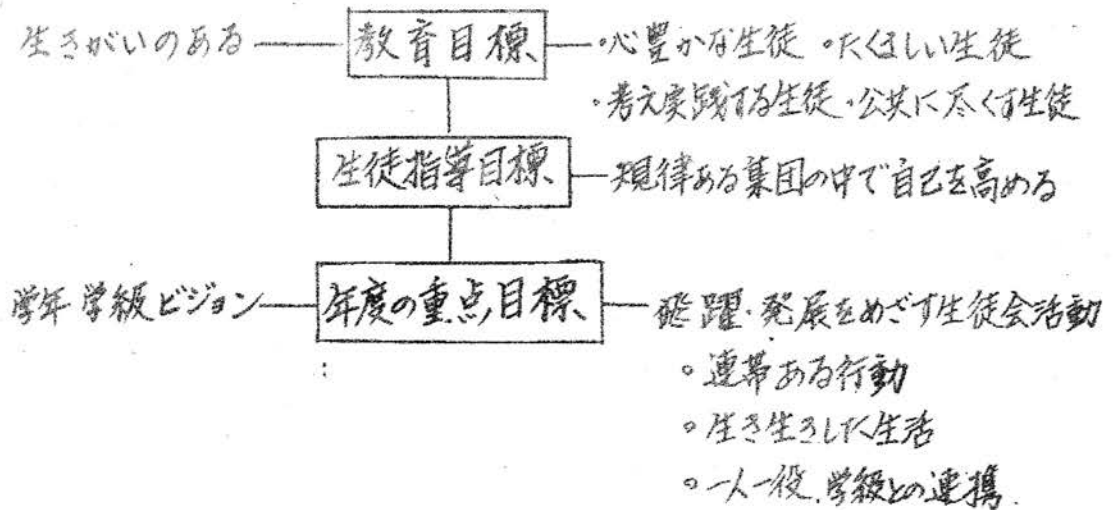 生きがいのある 教育目標 ・心豊かな生徒 ・たくましい生徒
・考え実践する生徒・公共に尽くす生徒
生徒指導目標 規律ある集団の中で自己を高める
学年 学級ビジョン 年度の重点目標 飛躍・発展をめざす生徒会活動
。連帯ある行動
。生き生きした生活
。一人一役、学級との連携